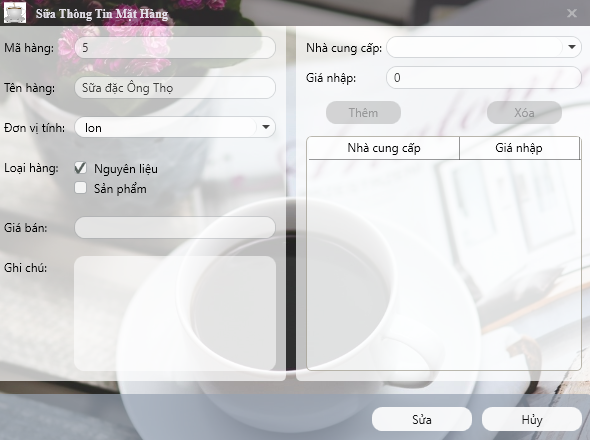 Sửa Thông Tin Mặt Hàng
Mã hàng: 5
Tên hàng: Sữa đặc Ông Thọ
Đơn vị tính: lon
Loại hàng: Nguyên liệu
Sản phẩm
Giá bán:
Ghi chú:
Nhà cung cấp:
Giá nhập: 0
Thêm Xóa
Nhà cung cấp Giá nhập
Sửa Hủy